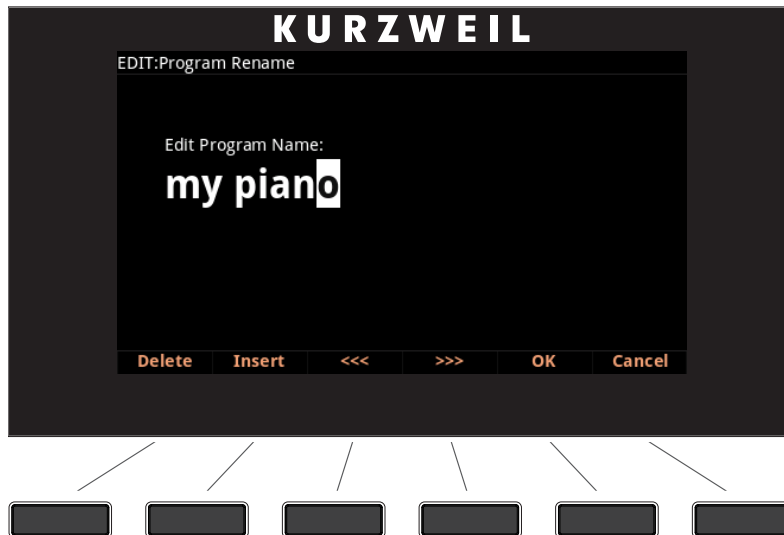 KURZWEIL
EDIT:Program Rename
Edit Program Name:
my piano
Delete Insert <<< >>> OK Cancel